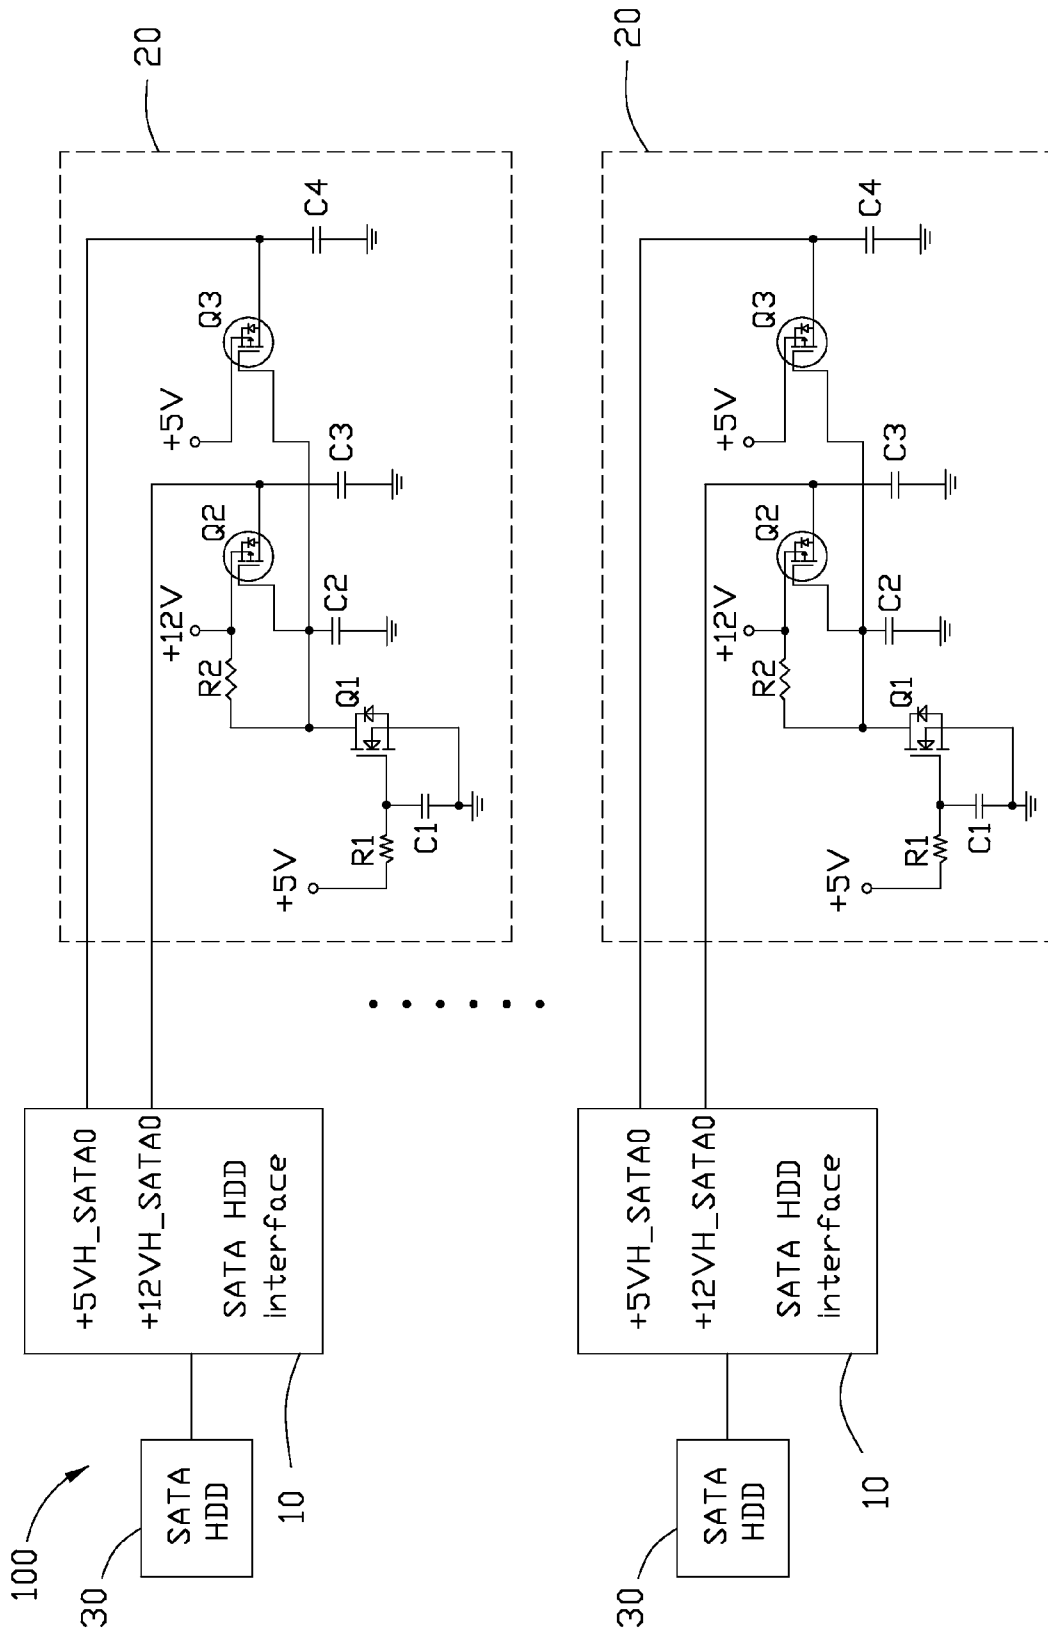 100
30
SATA
HDD
10
+5VH_SATA0
+12VH_SATA0
SATA HDD
interface
20
+5V
R1
C1
Q1
R2
+12V
C2
Q2
C3
+5V
Q3
C4
30
SATA
HDD
10
+5VH_SATA0
+12VH_SATA0
SATA HDD
interface
20
+5V
R1
C1
Q1
R2
+12V
C2
Q2
C3
+5V
Q3
C4